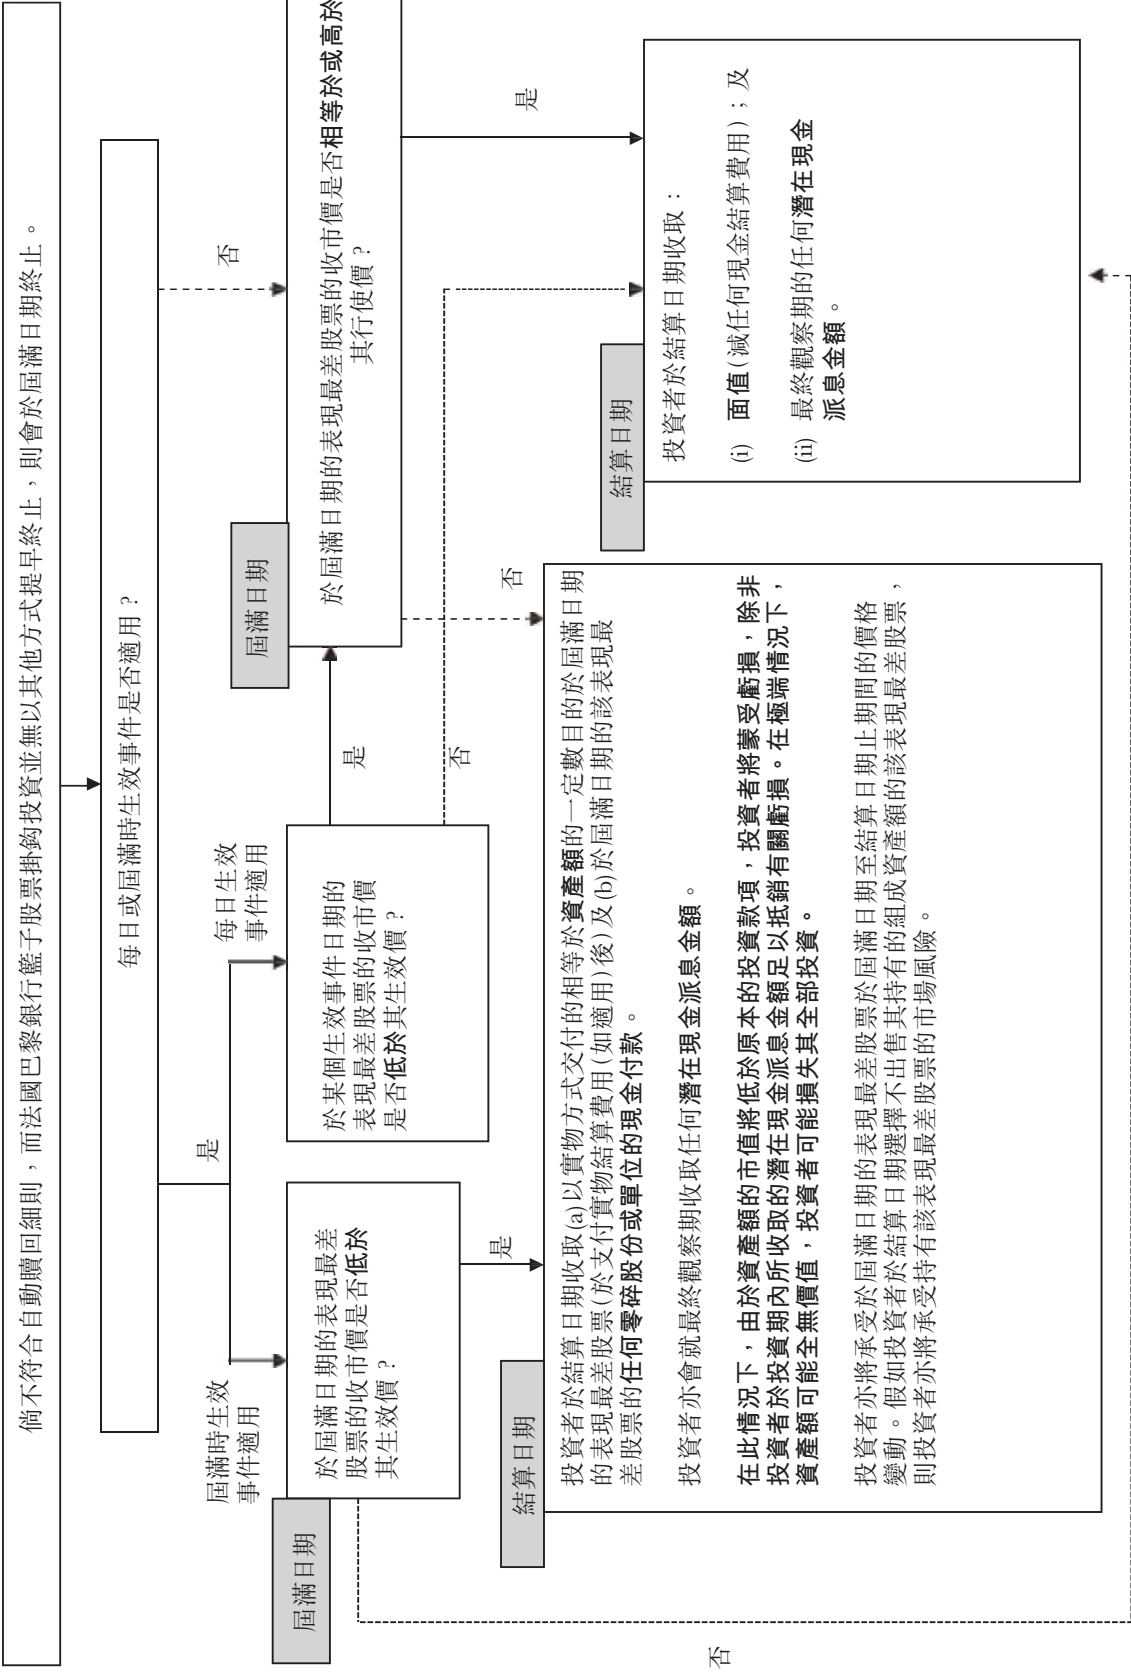 倘不符合自動贖回細則，而法國巴黎銀行籃子股票掛鈎投資並無以其他方式提早終止，則會於屆滿日期終止。
每日或屆滿時生效事件是否適用？
是
否
屆滿時生效
事件適用
每日生效
事件適用
屆滿日期
於屆滿日期的表現最差
股票的收市價是否低於
其生效價？
於某個生效事件日期的
表現最差股票的收市價
是否低於其生效價？
是
否
屆滿日期
於屆滿日期的表現最差股票的收市價是否相等於或高於
其行使價？
是
否
是
否
結算日期
投資者於結算日期收取(a)以實物方式交付的相等於資產額的一定數目的於屆滿日期
的表現最差股票(於支付實物結算費用(如適用)後)及(b)於屆滿日期的該表現最
差股票的任何零碎股份或單位的現金付款。
投資者亦會就最終觀察期收取任何潛在現金派息金額。
在此情況下，由於資產額的市值將低於原本的投資款項，投資者將蒙受虧損，除非
投資者於投資期內所收取的潛在現金派息金額足以抵銷有關虧損。在極端情況下，
資產額可能全無價值，投資者可能損失其全部投資。
投資者亦將承受於屆滿日期的表現最差股票於屆滿日期至結算日期止期間的價格
變動。假如投資者於結算日期選擇不出售其持有的組成資產額的該表現最差股票，
則投資者亦將承受持有該表現最差股票的市場風險。
結算日期
投資者於結算日期收取：
(i) 面值(減任何現金結算費用)；及
(ii) 最終觀察期的任何潛在現金
派息金額。